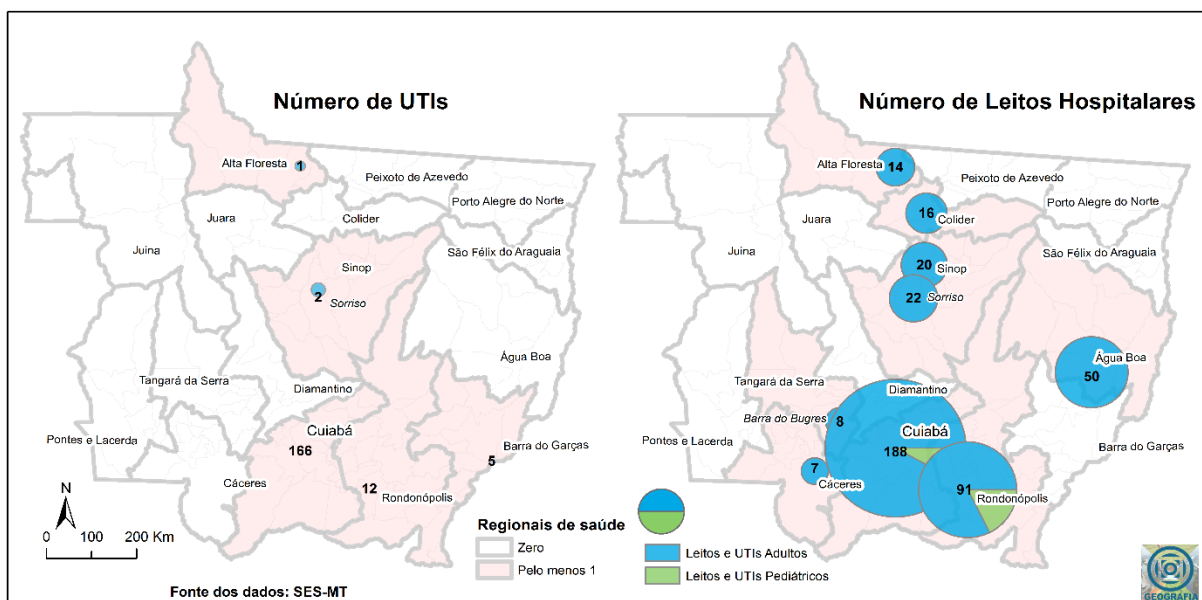 Número de UTIs
Alta Floresta
1
Peixoto de Azevedo
Porto Alegre do Norte
Juara
Colider
Juina
São Félix do Araguaia
Sinop
2
Sorriso
Água Boa
Tangará da Serra
Diamantino
Cuiabá
166
Pontes e Lacerda
Barra do Garças
5
Cáceres
12
Rondonópolis
N
0 100 200 Km
Fonte dos dados: SES-MT
Regionais de saúde
Zero
Pelo menos 1
Número de Leitos Hospitalares
Alta Floresta
14
Peixoto de Azevedo
Porto Alegre do Norte
Juara
16
Colider
Juina
São Félix do Araguaia
20
Sinop
22
Sorriso
Água Boa
50
Tangará da Serra
Diamantino
Barra do Bugres
8
Cuiabá
188
Pontes e Lacerda
Barra do Garças
7
Cáceres
91
Rondonópolis
Leitos e UTIs Adultos
Leitos e UTIs Pediátricos
GEOGRAFIA